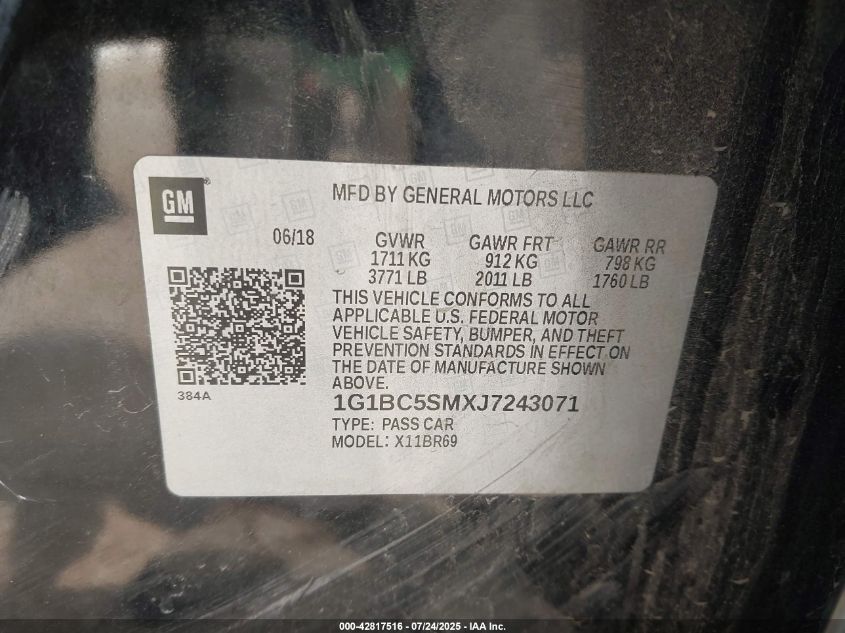 GM
MFD BY GENERAL MOTORS LLC
06/18 GVWR GAWR FRT GAWR RR
1711 KG 912 KG 798 KG
3771 LB 2011 LB 1760 LB
THIS VEHICLE CONFORMS TO ALL
APPLICABLE U.S. FEDERAL MOTOR
VEHICLE SAFETY, BUMPER, AND THEFT
PREVENTION STANDARDS IN EFFECT ON
THE DATE OF MANUFACTURE SHOWN
ABOVE.
384A
1G1BC5SMXJ7243071
TYPE: PASS CAR
MODEL: X11BR69
000-42817516 - 07/24/2025 - IAA Inc.